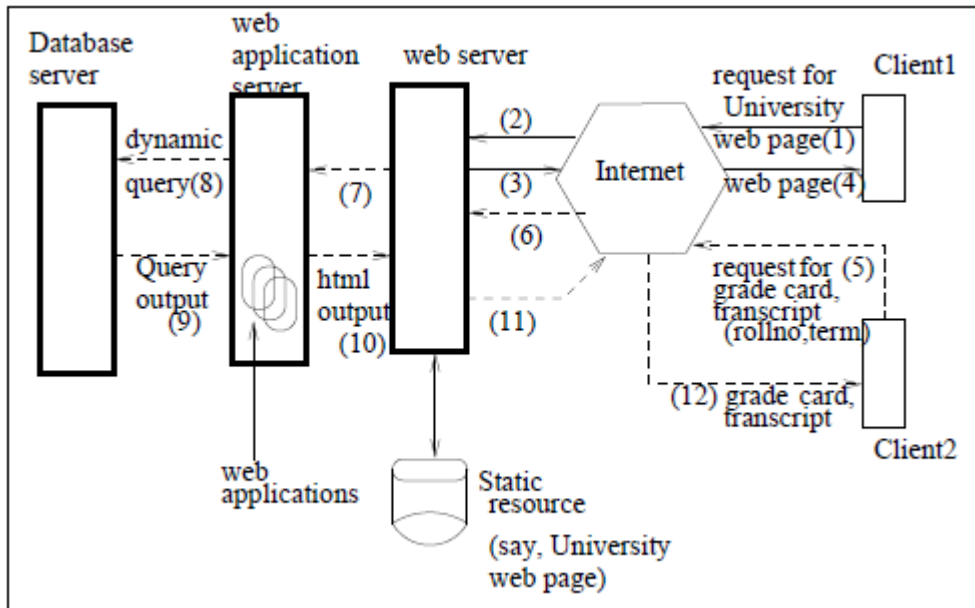 Database
server
web
application
server
web server
request for
University
web page(1)
Client1
dynamic
query(8)
(2)
(3)
(7)
(6)
Internet
web page(4)
Query
output
(9)
html
output
(10)
(11)
request for (5)
grade card,
transcript
(rollno,term)
(12) grade card,
transcript
Client2
web
applications
Static
resource
(say, University
web page)